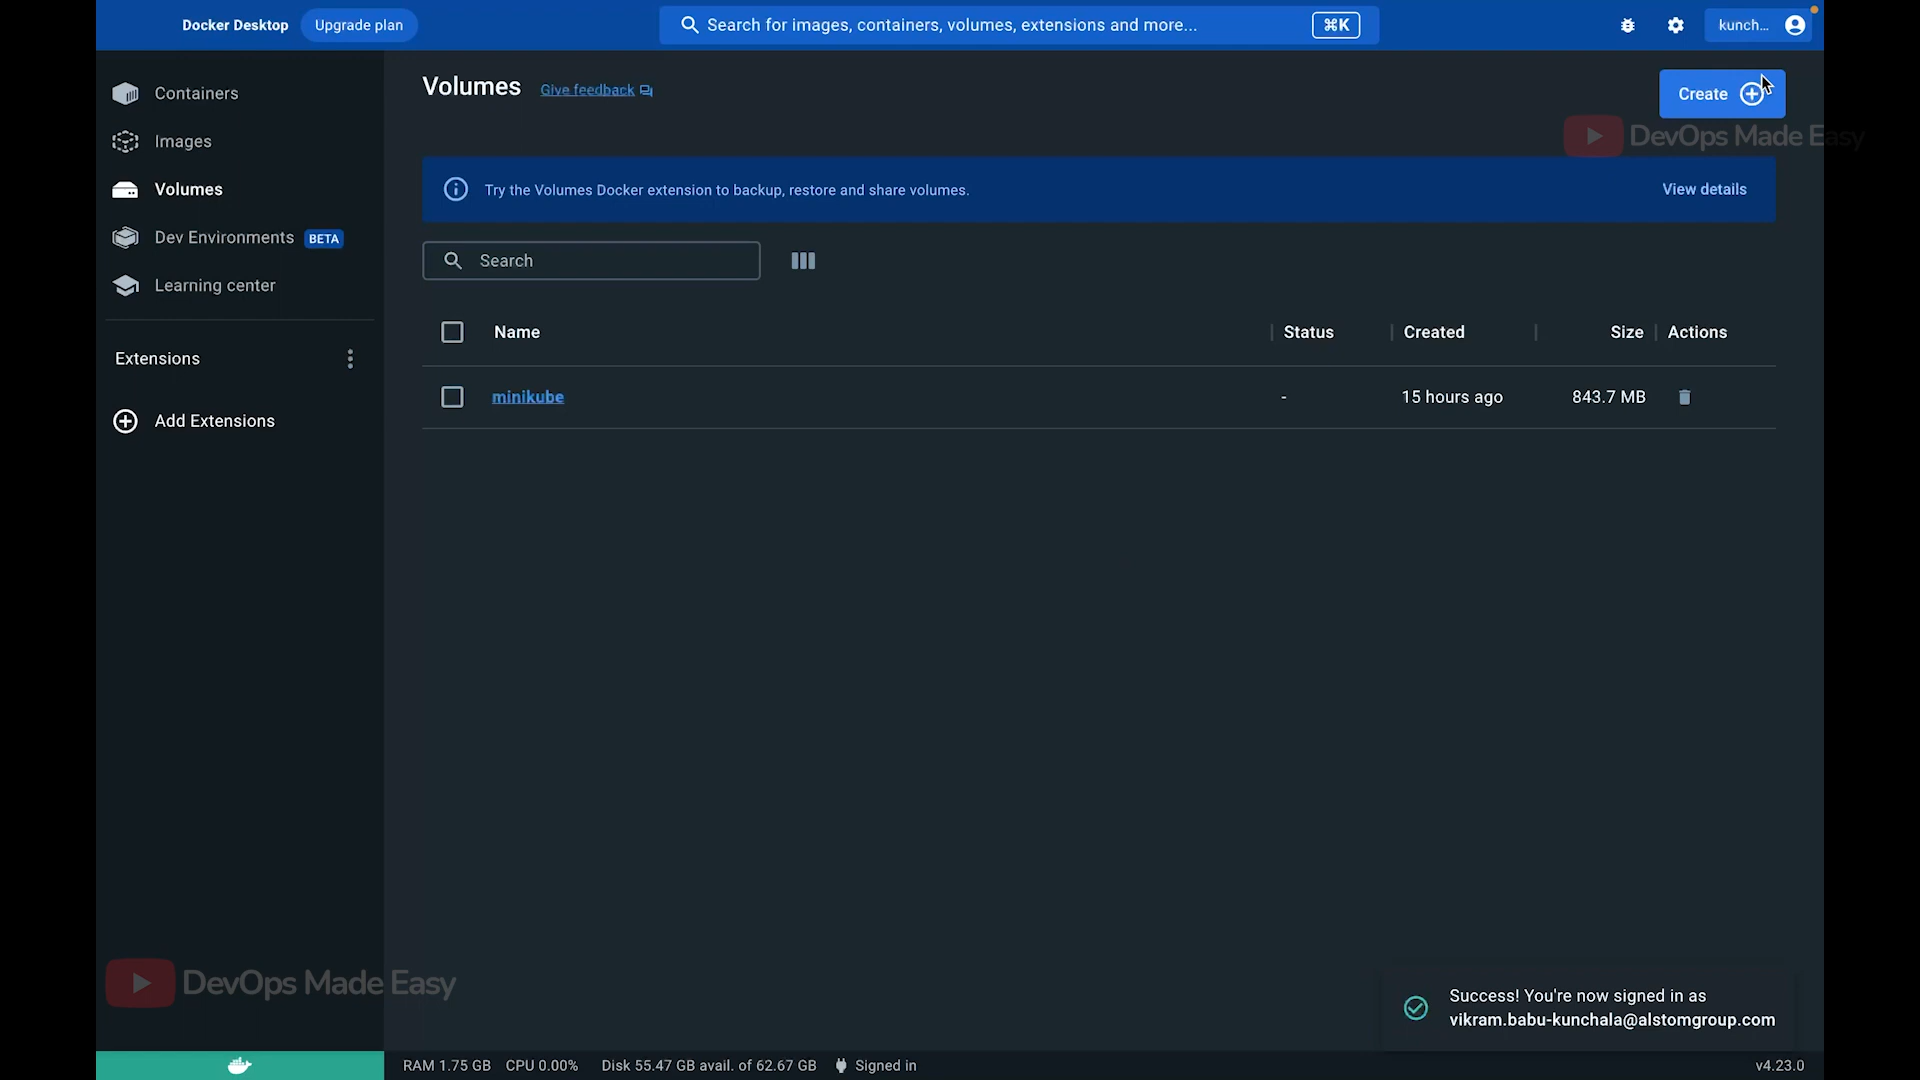 Docker Desktop
Upgrade plan
Search for images, containers, volumes, extensions and more...
⌘K
kunch...
Containers
Images
Volumes
Dev Environments BETA
Learning center
Extensions
Add Extensions
Volumes
Give feedback
Create
DevOps Made Easy
Try the Volumes Docker extension to backup, restore and share volumes.
View details
Search
Name Status Created Size Actions
minikube - 15 hours ago 843.7 MB
DevOps Made Easy
Success! You're now signed in as
vikram.babu-kunchala@alstomgroup.com
RAM 1.75 GB CPU 0.00% Disk 55.47 GB avail. of 62.67 GB Signed in
v4.23.0